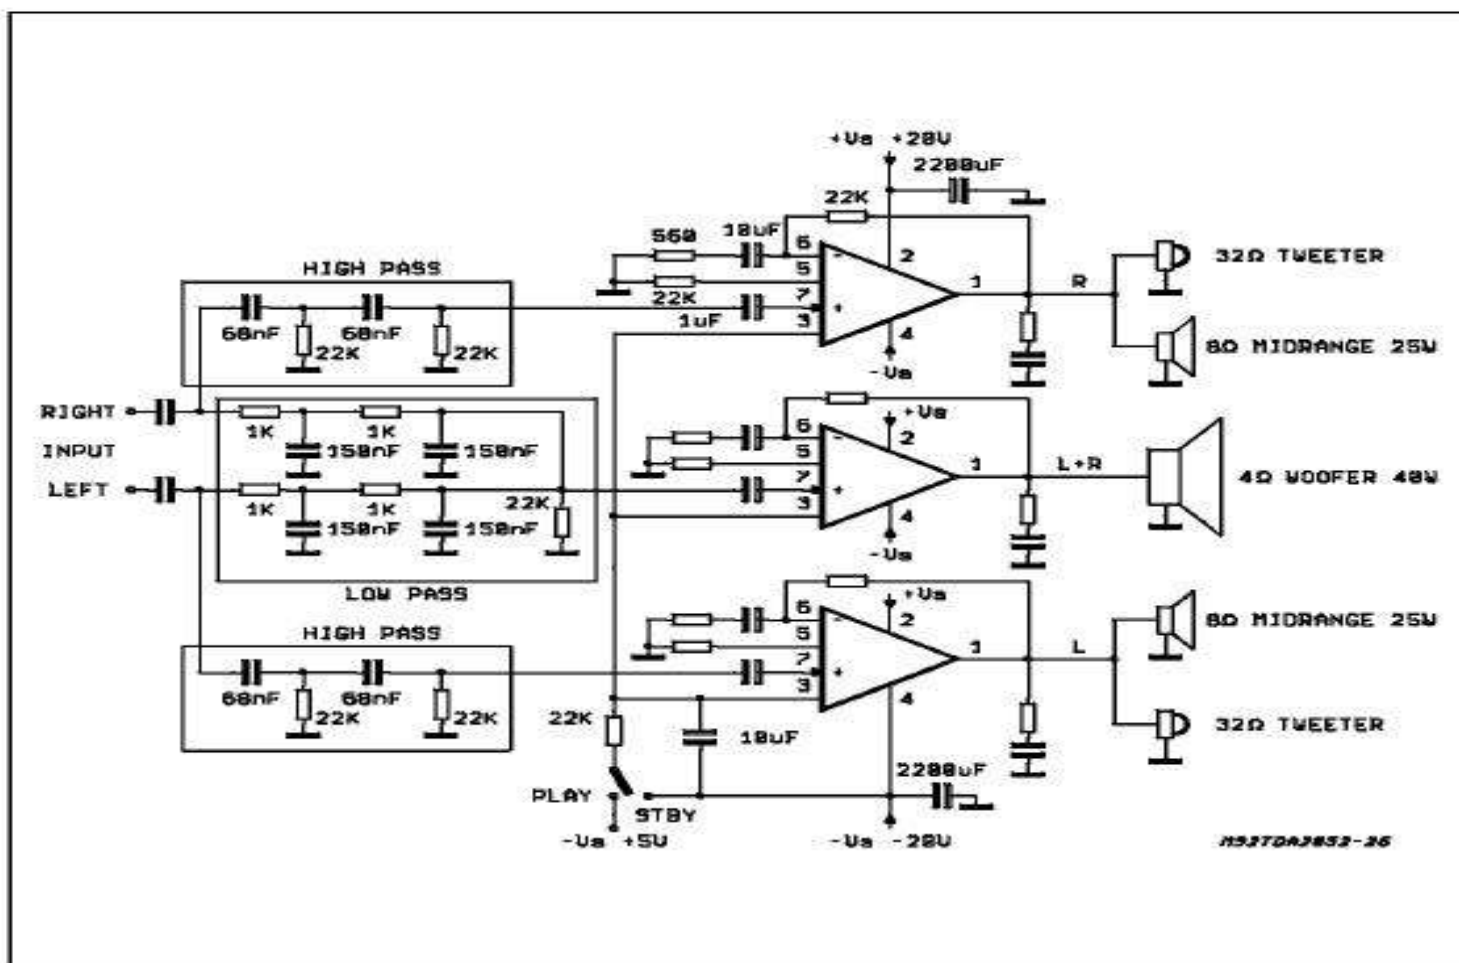 +Vs +20V
2200uF
22K
560
10uF
6
5
7
3
2
1
4
22K
1uF
-Vs
R
32Ω TWEETER
8Ω MIDRANGE 25W
HIGH PASS
68nF
68nF
22K
22K
RIGHT
INPUT
LEFT
1K
1K
150nF
150nF
1K
1K
22K
150nF
150nF
LOW PASS
+Vs
6
5
7
3
2
1
4
-Vs
L+R
4Ω WOOFER 40W
HIGH PASS
68nF
68nF
22K
22K
+Vs
6
5
7
3
2
1
4
L
8Ω MIDRANGE 25W
32Ω TWEETER
22K
10uF
2200uF
PLAY
STBY
-Vs +5V
-Vs -20V